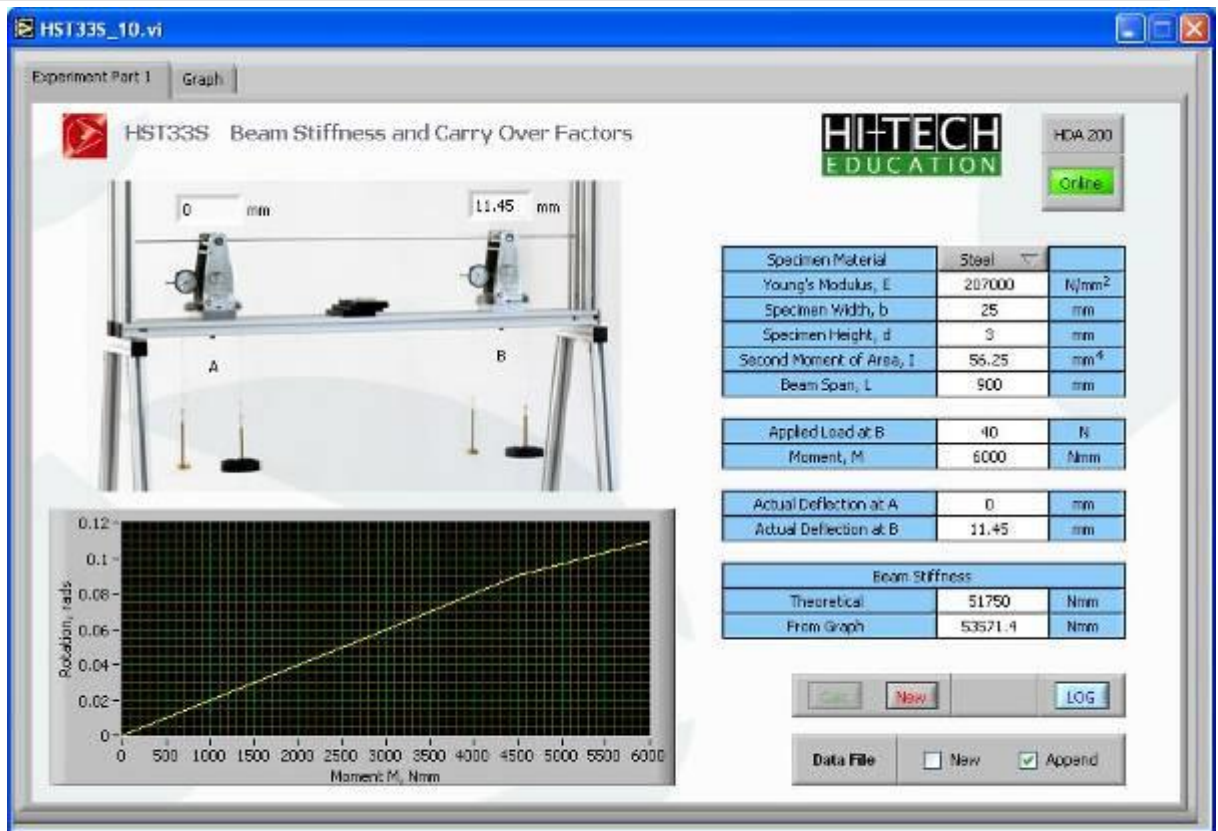 HST33S_10.vi
Experiment Part 1 Graph
HST33S Beam Stiffness and Carry Over Factors
HI-TECH
EDUCATION
HDA 200
Online
0 mm
11.45 mm
A
B
Specimen Material Steel
Young's Modulus, E 207000 N/mm²
Specimen Width, b 25 mm
Specimen Height, d 3 mm
Second Moment of Area, I 56.25 mm⁴
Beam Span, L 900 mm
Applied Load at B 40 N
Moment, M 6000 Nmm
Actual Deflection at A 0 mm
Actual Deflection at B 11.45 mm
Beam Stiffness
Theoretical 51750 Nmm
From Graph 53571.4 Nmm
Calc New LOG
Data File New Append
0.12
0.1
0.08
0.06
0.04
0.02
0
Rotation, rads
0 500 1000 1500 2000 2500 3000 3500 4000 4500 5000 5500 6000
Moment M, Nmm